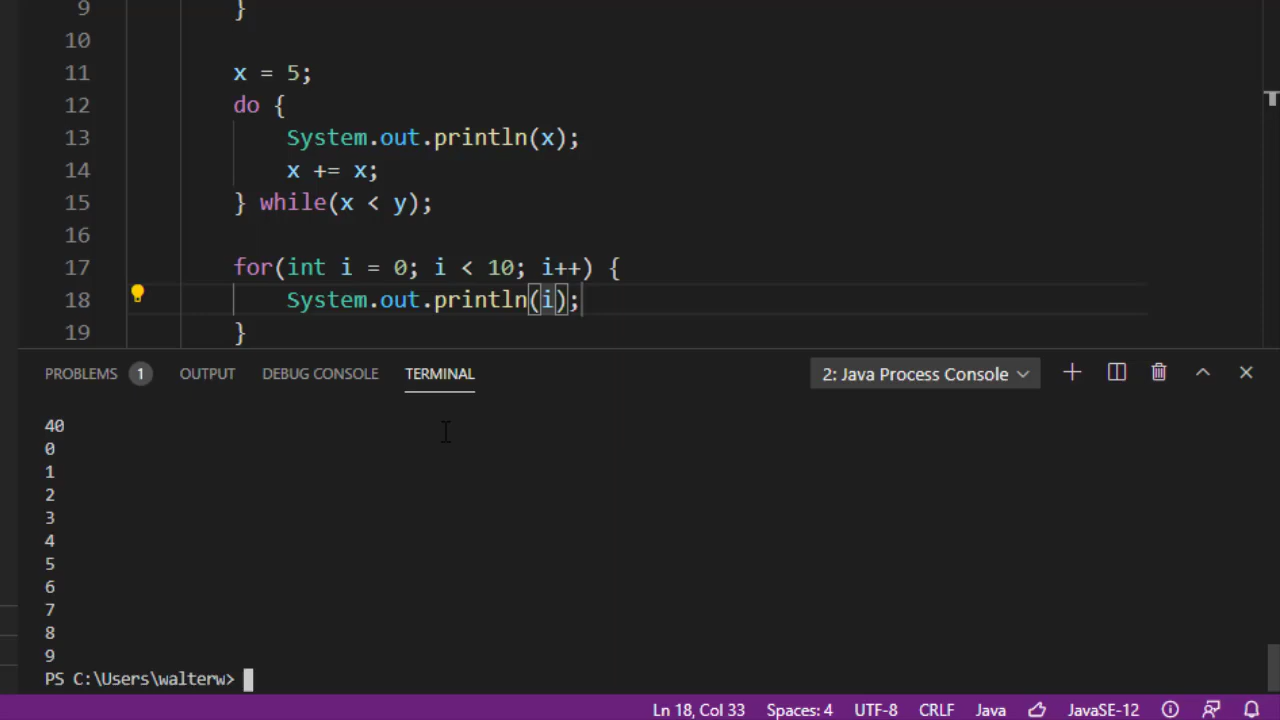 9 }
10
11 x = 5;
12 do {
13 System.out.println(x);
14 x += x;
15 } while(x < y);
16
17 for(int i = 0; i < 10; i++) {
18 System.out.println(i);
19 }
PROBLEMS 1 OUTPUT DEBUG CONSOLE TERMINAL 2: Java Process Console
40
0
1
2
3
4
5
6
7
8
9
PS C:\Users\walterw>
Ln 18, Col 33 Spaces: 4 UTF-8 CRLF Java JavaSE-12